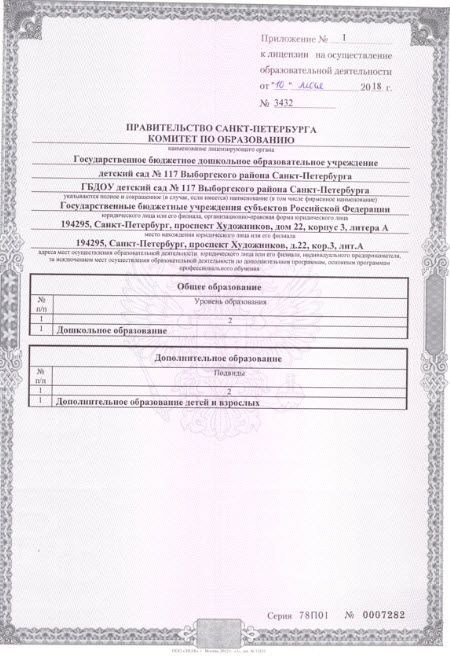 Приложение № 1
к лицензии на осуществление
образовательной деятельности
от "10" мая 2018 г.
№ 3432
ПРАВИТЕЛЬСТВО САНКТ-ПЕТЕРБУРГА
КОМИТЕТ ПО ОБРАЗОВАНИЮ
наименование лицензирующего органа
Государственное бюджетное дошкольное образовательное учреждение
детский сад № 117 Выборгского района Санкт-Петербурга
ГБДОУ детский сад № 117 Выборгского района Санкт-Петербурга
указывается полное и сокращенное (в случае, если имеется) наименование (в том числе фирменное наименование)
Государственные бюджетные учреждения субъектов Российской Федерации
юридического лица или его филиала, организационно-правовая форма юридического лица
194295, Санкт-Петербург, проспект Художников, дом 22, корпус 3, литера А
место нахождения юридического лица или его филиала
194295, Санкт-Петербург, проспект Художников, д.22, кор.3, лит.А
адреса мест осуществления образовательной деятельности юридического лица или его филиала, индивидуального предпринимателя,
за исключением мест осуществления образовательной деятельности по дополнительным программам, основным программам
профессионального обучения
Общее образование
№ п/п Уровень образования
1 2
1 Дошкольное образование
Дополнительное образование
№ п/п Подвиды
1 2
1 Дополнительное образование детей и взрослых
Серия 78П01 № 0007282